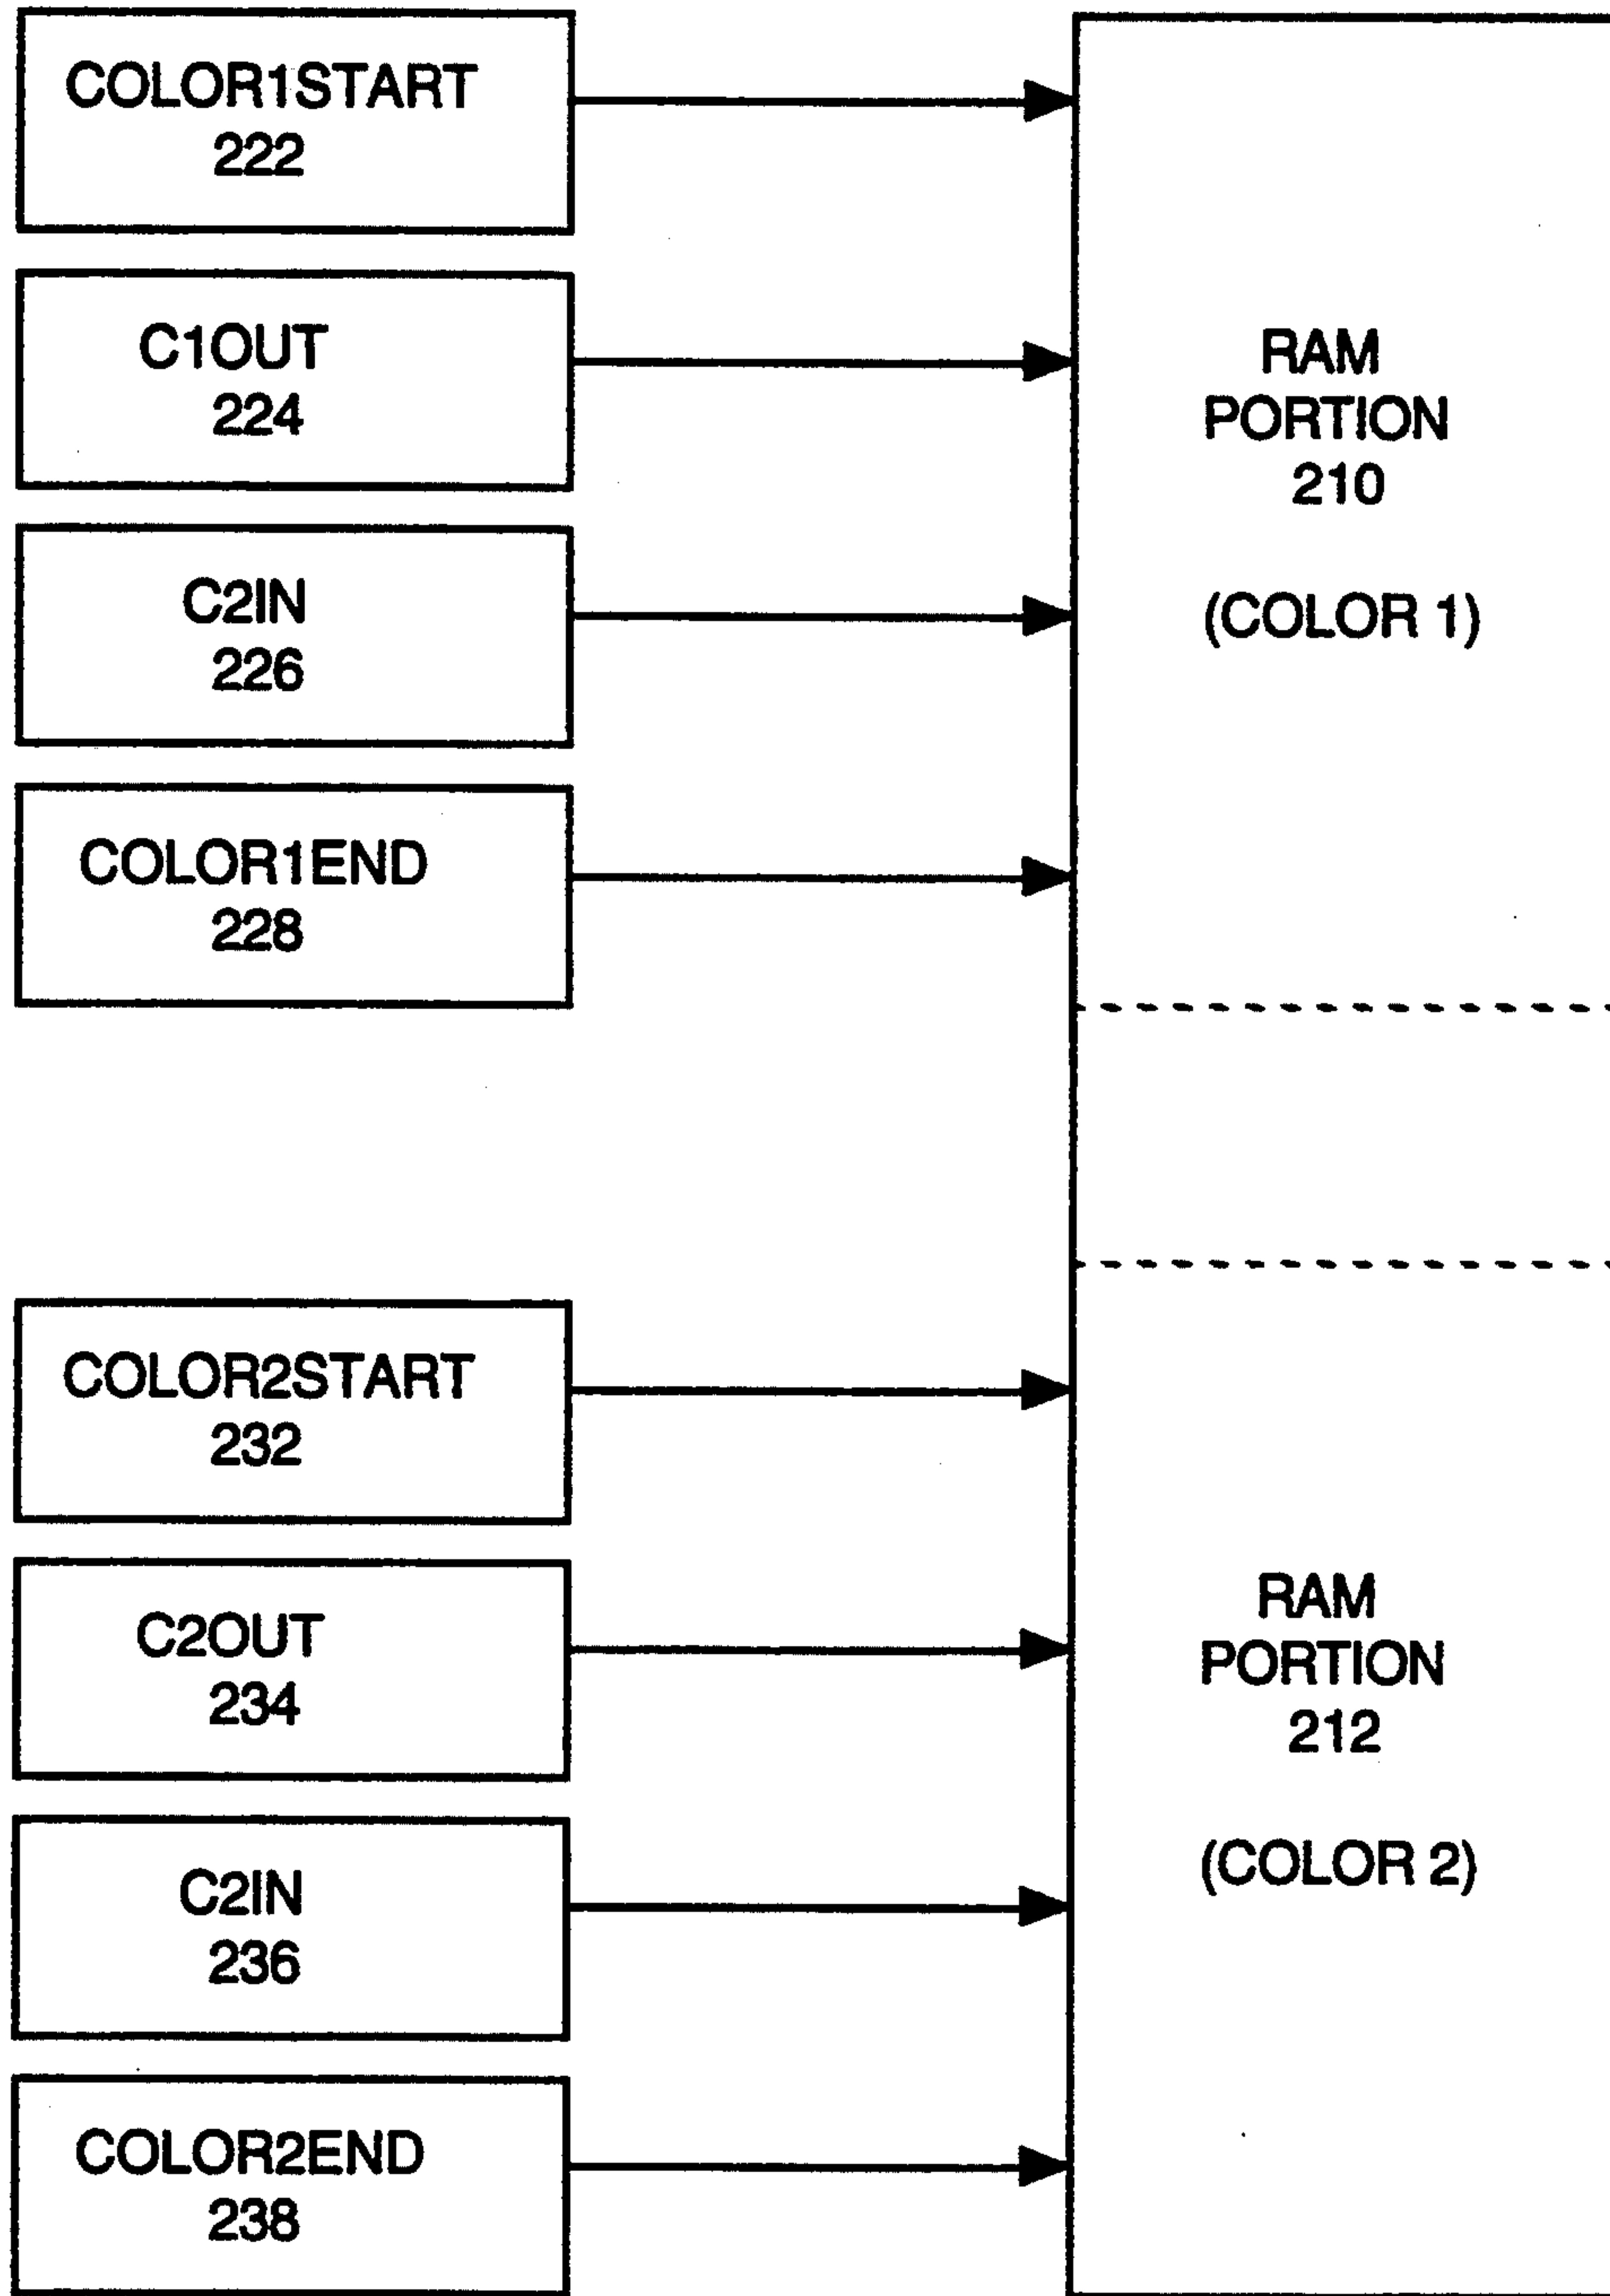 COLOR1START
222
C1OUT
224
C2IN
226
COLOR1END
228
RAM
PORTION
210
(COLOR 1)
COLOR2START
232
C2OUT
234
C2IN
236
COLOR2END
238
RAM
PORTION
212
(COLOR 2)